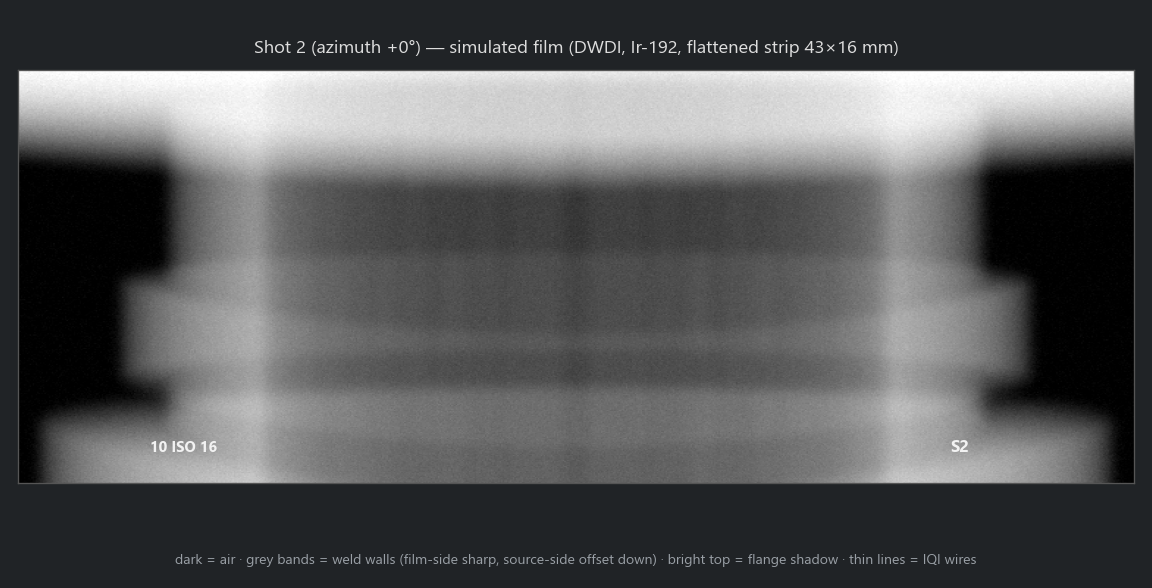 Shot 2 (azimuth +0°) — simulated film (DWDI, Ir-192, flattened strip 43×16 mm)
10 ISO 16
S2
dark = air · grey bands = weld walls (film-side sharp, source-side offset down) · bright top = flange shadow · thin lines = IQI wires